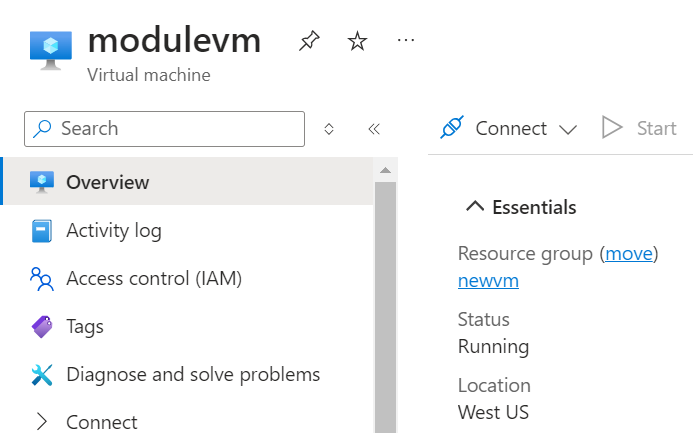 modulevm
Virtual machine
Search
Overview
Activity log
Access control (IAM)
Tags
Diagnose and solve problems
Connect
Connect
Start
Essentials
Resource group (move)
newvm
Status
Running
Location
West US